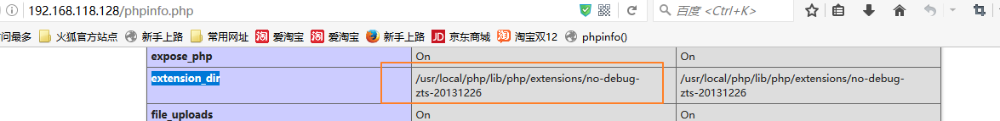 192.168.118.128/phpinfo.php
百度 <Ctrl+K>
问最多 火狐官方站点 新手上路 常用网址 爱淘宝 爱淘宝 新手上路 京东商城 淘宝双12 phpinfo()
expose_php On On
extension_dir /usr/local/php/lib/php/extensions/no-debug- /usr/local/php/lib/php/extensions/no-debug-
zts-20131226 zts-20131226
file_uploads On On